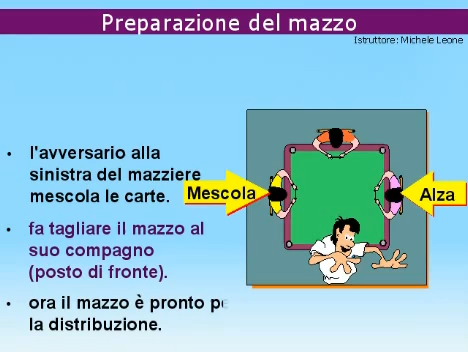 Preparazione del mazzo
Istruttore: Michele Leone
• l'avversario alla
sinistra del mazziere
mescola le carte.
Mescola
Alza
• fa tagliare il mazzo al
suo compagno
(posto di fronte).
• ora il mazzo è pronto pe
la distribuzione.